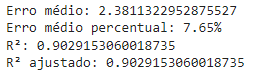 Erro médio: 2.3811322952875527
Erro médio percentual: 7.65%
R²: 0.9029153060018735
R² ajustado: 0.9029153060018735